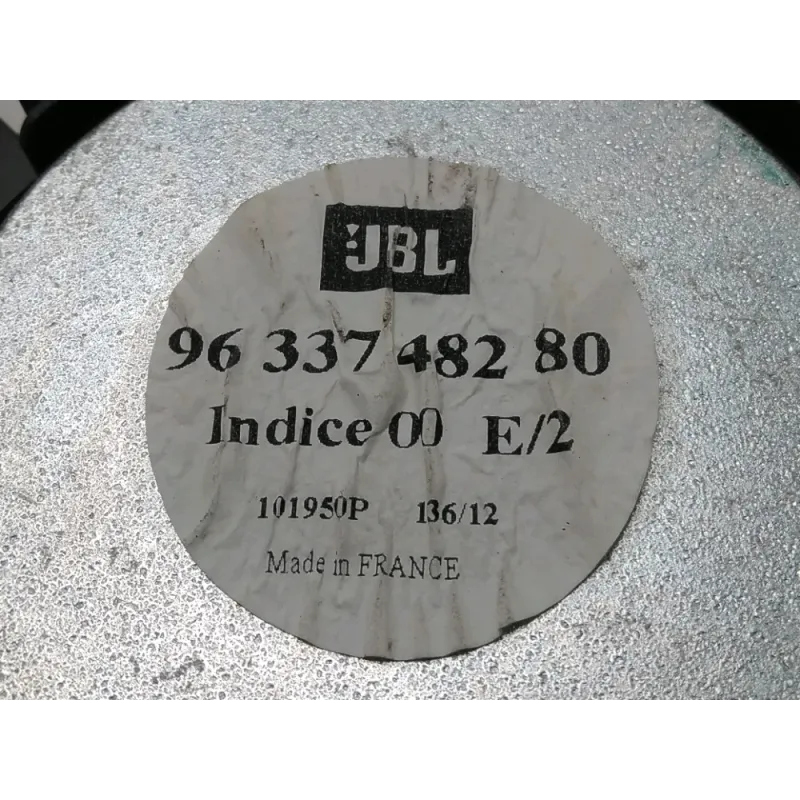 JBL
96 337 482 80
Indice 00 E/2
101950P 136/12
Made in FRANCE